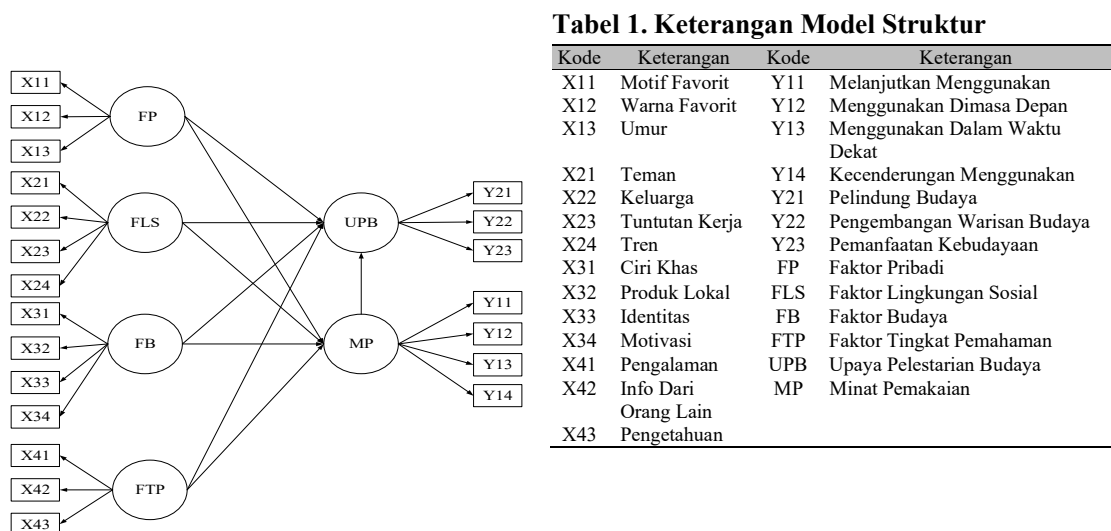 X11
X12
X13
FP
X21
X22
X23
X24
FLS
X31
X32
X33
X34
FB
X41
X42
X43
FTP
UPB
MP
Y21
Y22
Y23
Y11
Y12
Y13
Y14
Tabel 1. Keterangan Model Struktur
Kode Keterangan Kode Keterangan
X11 Motif Favorit Y11 Melanjutkan Menggunakan
X12 Warna Favorit Y12 Menggunakan Dimasa Depan
X13 Umur Y13 Menggunakan Dalam Waktu
Dekat
X21 Teman Y14 Kecenderungan Menggunakan
X22 Keluarga Y21 Pelindung Budaya
X23 Tuntutan Kerja Y22 Pengembangan Warisan Budaya
X24 Tren Y23 Pemanfaatan Kebudayaan
X31 Ciri Khas FP Faktor Pribadi
X32 Produk Lokal FLS Faktor Lingkungan Sosial
X33 Identitas FB Faktor Budaya
X34 Motivasi FTP Faktor Tingkat Pemahaman
X41 Pengalaman UPB Upaya Pelestarian Budaya
X42 Info Dari MP Minat Pemakaian
Orang Lain
X43 Pengetahuan